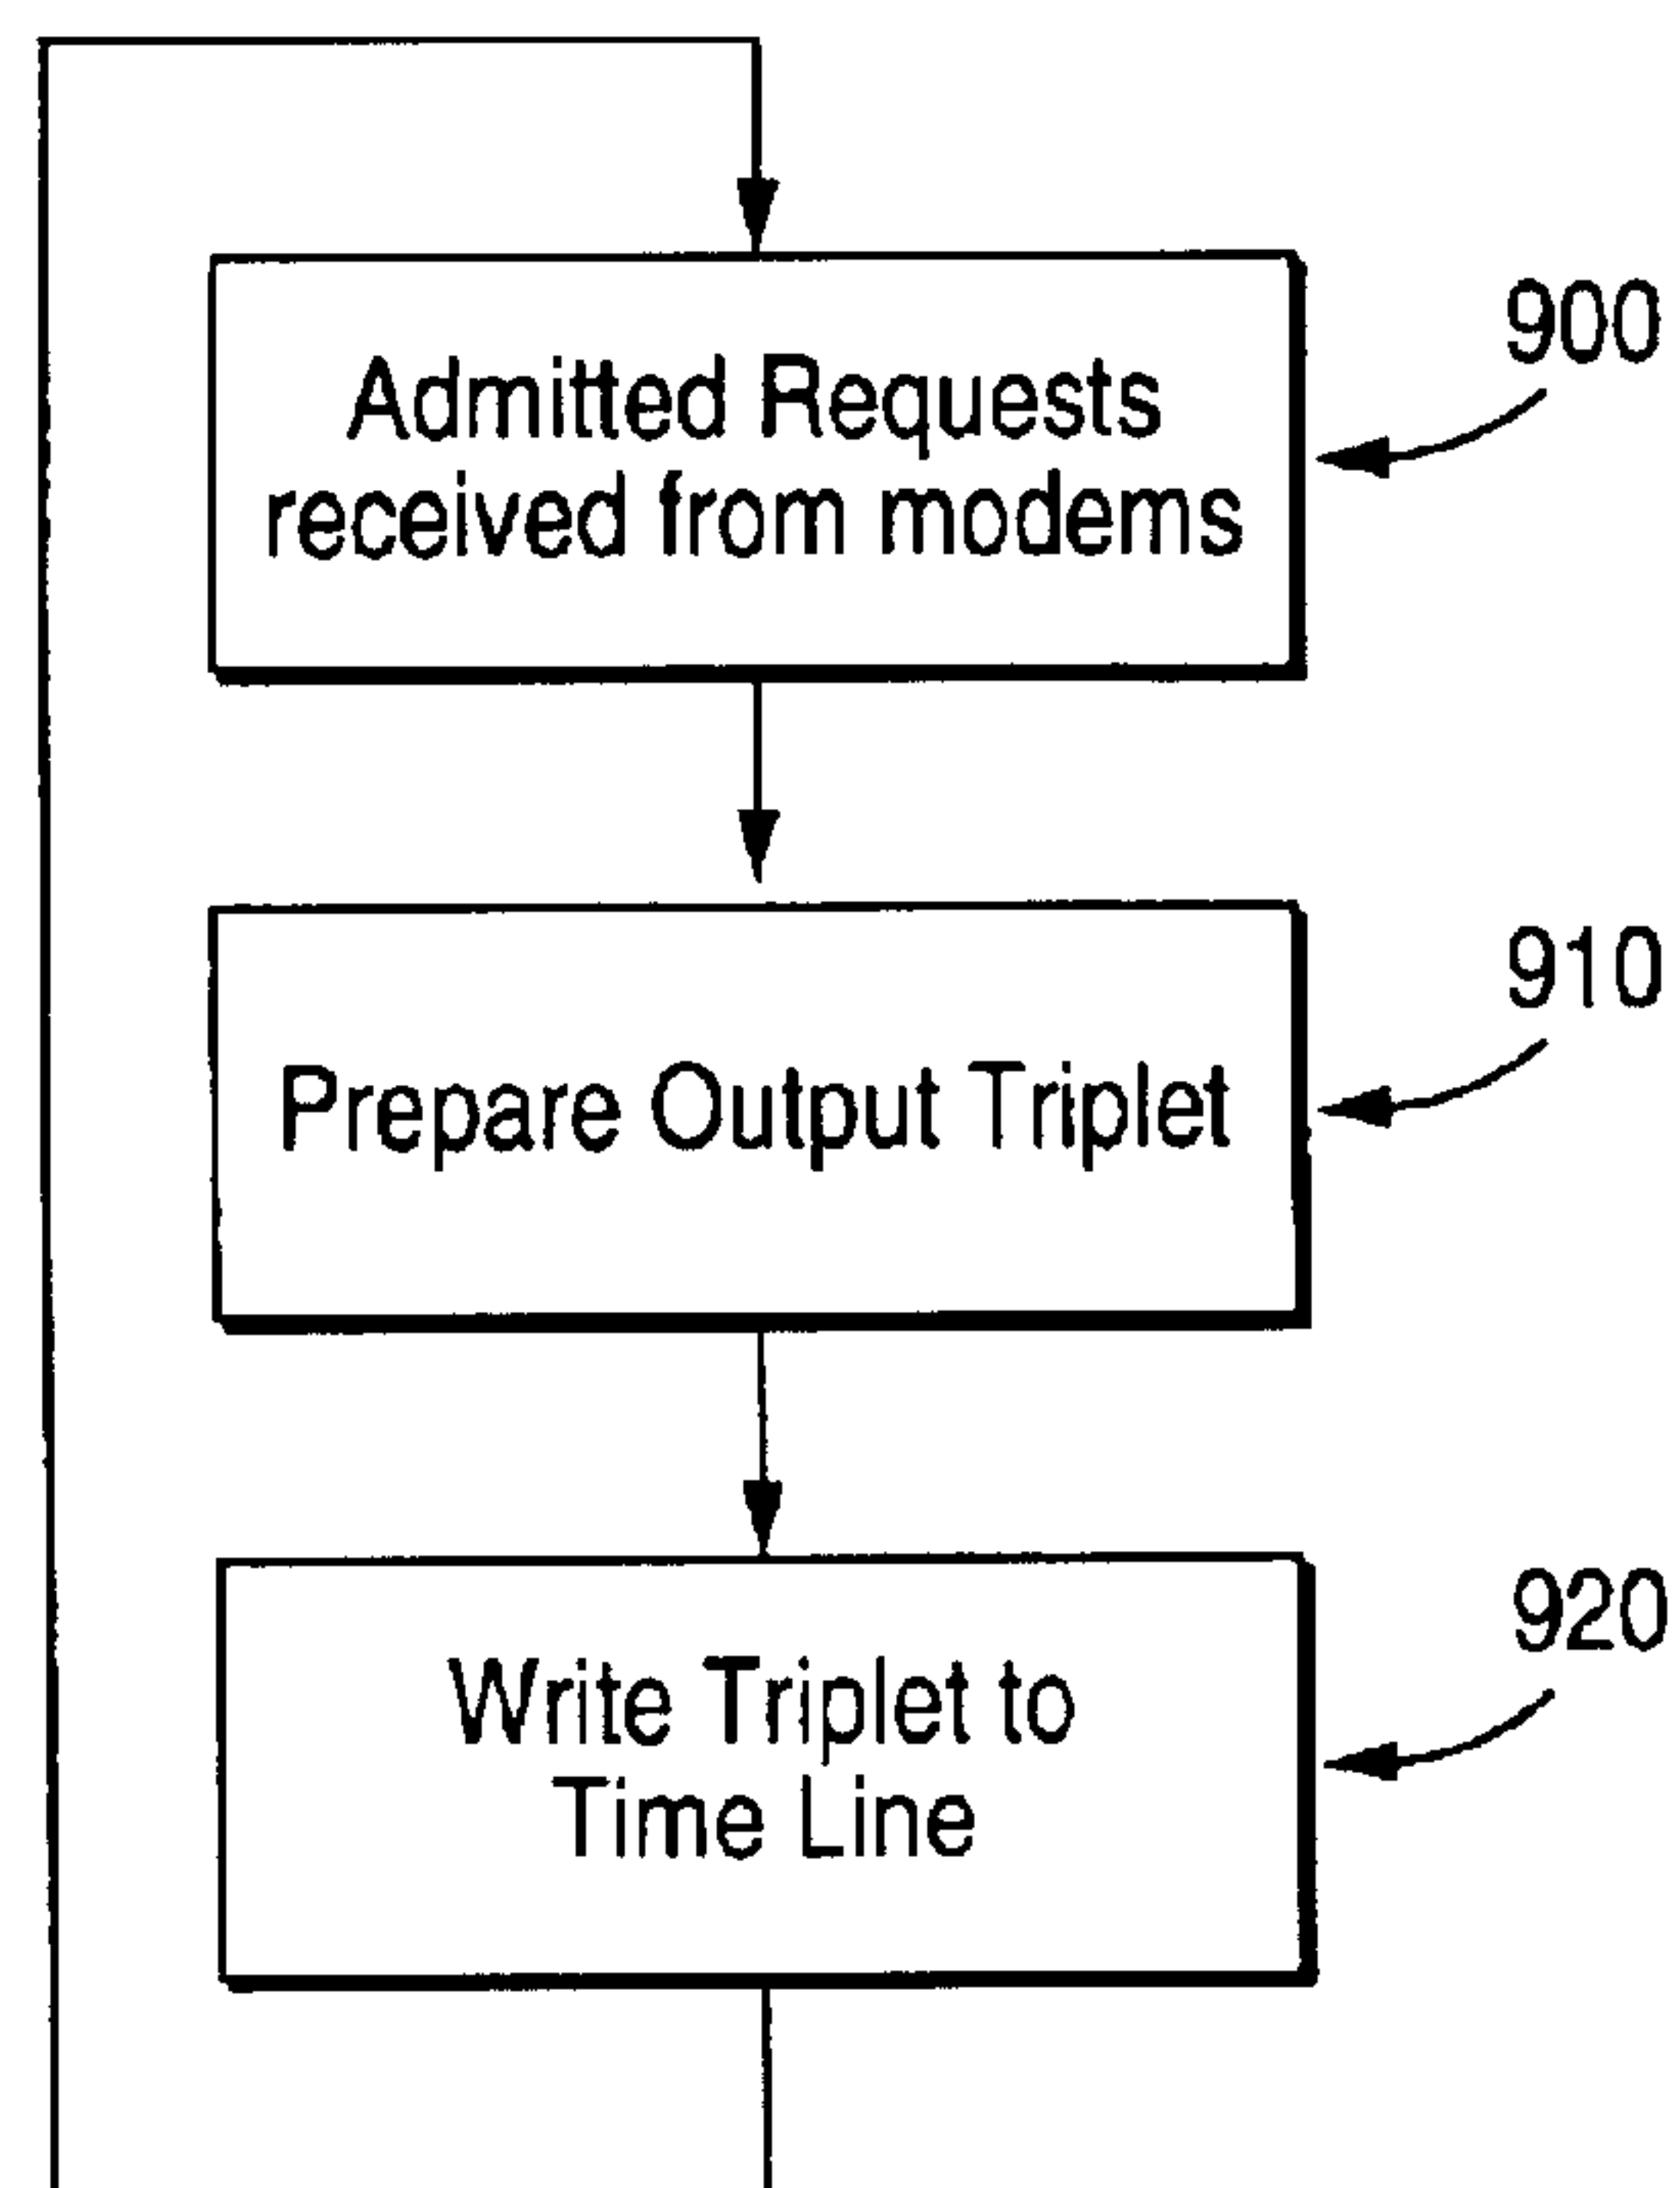 900
Admitted Requests
received from modems
910
Prepare Output Triplet
920
Write Triplet to
Time Line